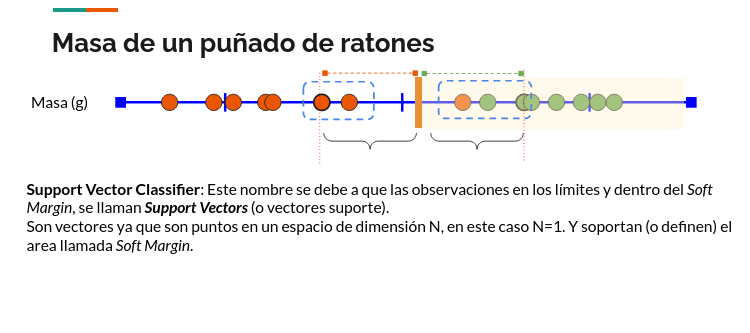 Masa de un puñado de ratones
Masa (g)
Support Vector Classifier: Este nombre se debe a que las observaciones en los límites y dentro del Soft
Margin, se llaman Support Vectors (o vectores suporte).
Son vectores ya que son puntos en un espacio de dimensión N, en este caso N=1. Y soportan (o definen) el
area llamada Soft Margin.